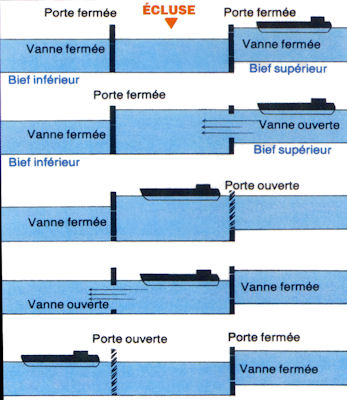 ÉCLUSE
Porte fermée Porte fermée
Vanne fermée Vanne fermée
Bief inférieur Bief supérieur
Porte fermée
Vanne fermée Vanne ouverte
Bief inférieur Bief supérieur
Porte ouverte
Vanne fermée
Vanne fermée
Vanne ouverte
Porte ouverte Porte fermée
Vanne fermée